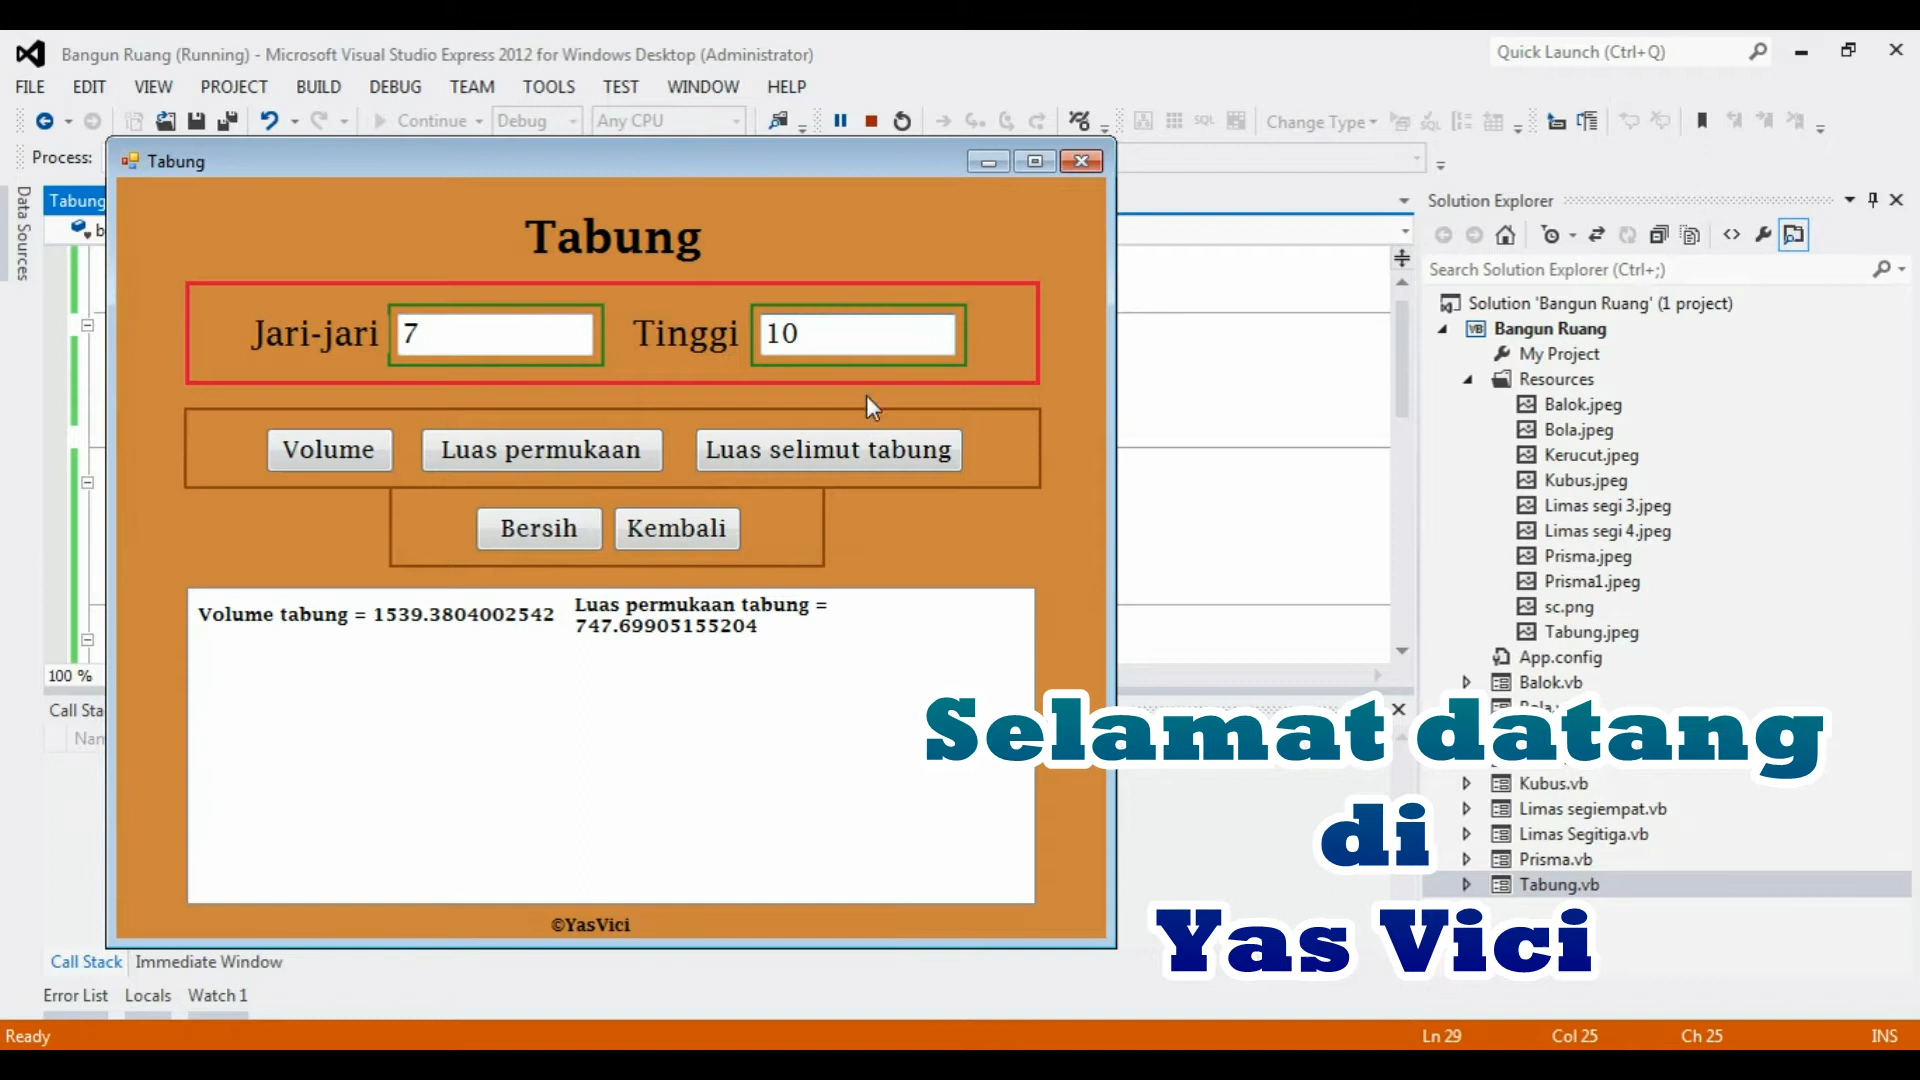 Bangun Ruang (Running) - Microsoft Visual Studio Express 2012 for Windows Desktop (Administrator)
Quick Launch (Ctrl+Q)
FILE EDIT VIEW PROJECT BUILD DEBUG TEAM TOOLS TEST WINDOW HELP
Continue Debug Any CPU SQL Change Type SQL
Process:
Data Sources
Tabung
b
100 %
Call Sta
Nam
Tabung
Tabung
Jari-jari 7 Tinggi 10
Volume Luas permukaan Luas selimut tabung
Bersih Kembali
Volume tabung = 1539.3804002542
Luas permukaan tabung =
747.69905155204
©YasVici
Solution Explorer
Search Solution Explorer (Ctrl+;)
Solution 'Bangun Ruang' (1 project)
VB Bangun Ruang
My Project
Resources
Balok.jpeg
Bola.jpeg
Kerucut.jpeg
Kubus.jpeg
Limas segi 3.jpeg
Limas segi 4.jpeg
Prisma.jpeg
Prisma1.jpeg
sc.png
Tabung.jpeg
App.config
Balok.vb
Kubus.vb
Limas segiempat.vb
Limas Segitiga.vb
Prisma.vb
Tabung.vb
Selamat datang
di
Yas Vici
Call Stack Immediate Window
Error List Locals Watch 1
Ready Ln 29 Col 25 Ch 25 INS